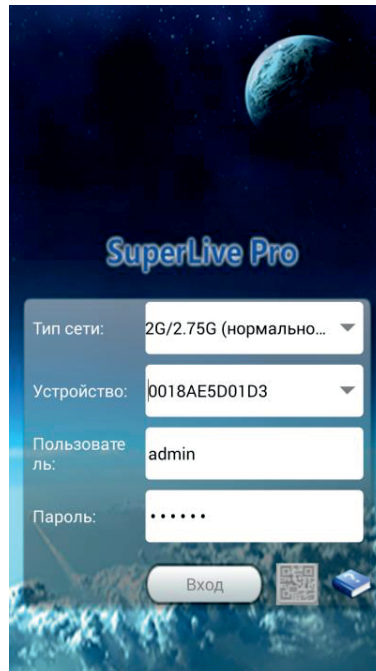 SuperLive Pro
Тип сети: 2G/2.75G (нормально...
Устройство: 0018AE5D01D3
Пользовате
ль: admin
Пароль: ••••••
Вход